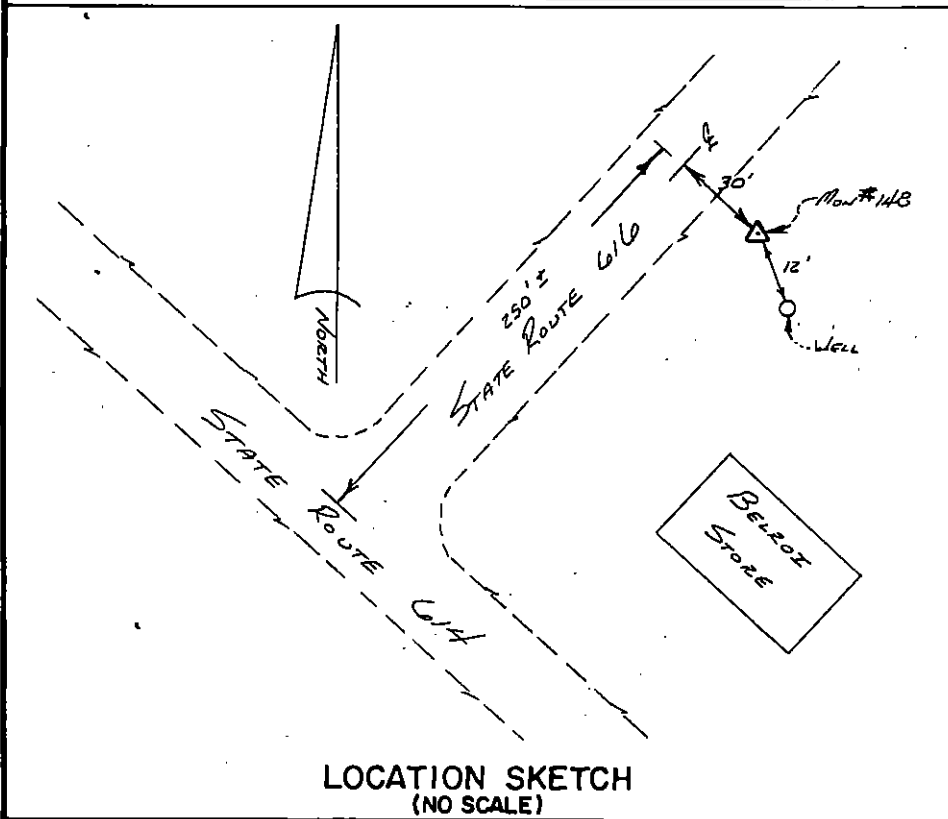 ℄
30'
MON #148
12'
WELL
250'±
STATE ROUTE 616
NORTH
STATE ROUTE 614
BELROI
STORE
LOCATION SKETCH
(NO SCALE)